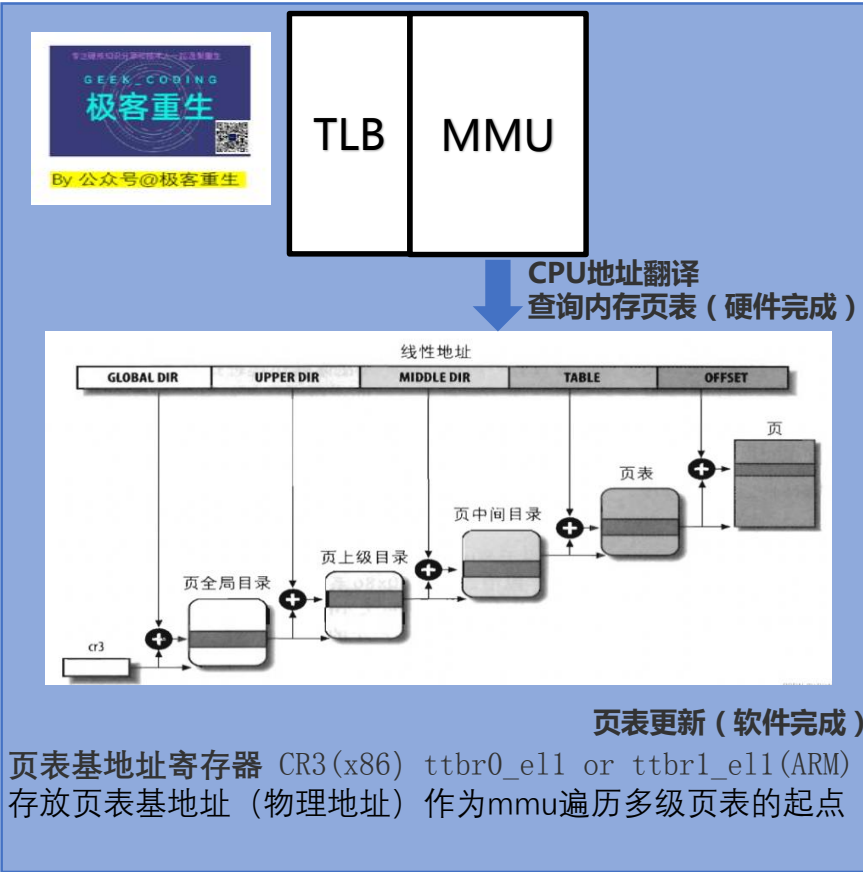 GEEK_CODING
极客重生
By 公众号@极客重生
TLB
MMU
CPU地址翻译
查询内存页表（硬件完成）
线性地址
GLOBAL DIR
UPPER DIR
MIDDLE DIR
TABLE
OFFSET
页
页表
页中间目录
页上级目录
页全局目录
cr3
页表更新（软件完成）
页表基地址寄存器 CR3(x86) ttbr0_el1 or ttbr1_el1(ARM)
存放页表基地址（物理地址）作为mmu遍历多级页表的起点